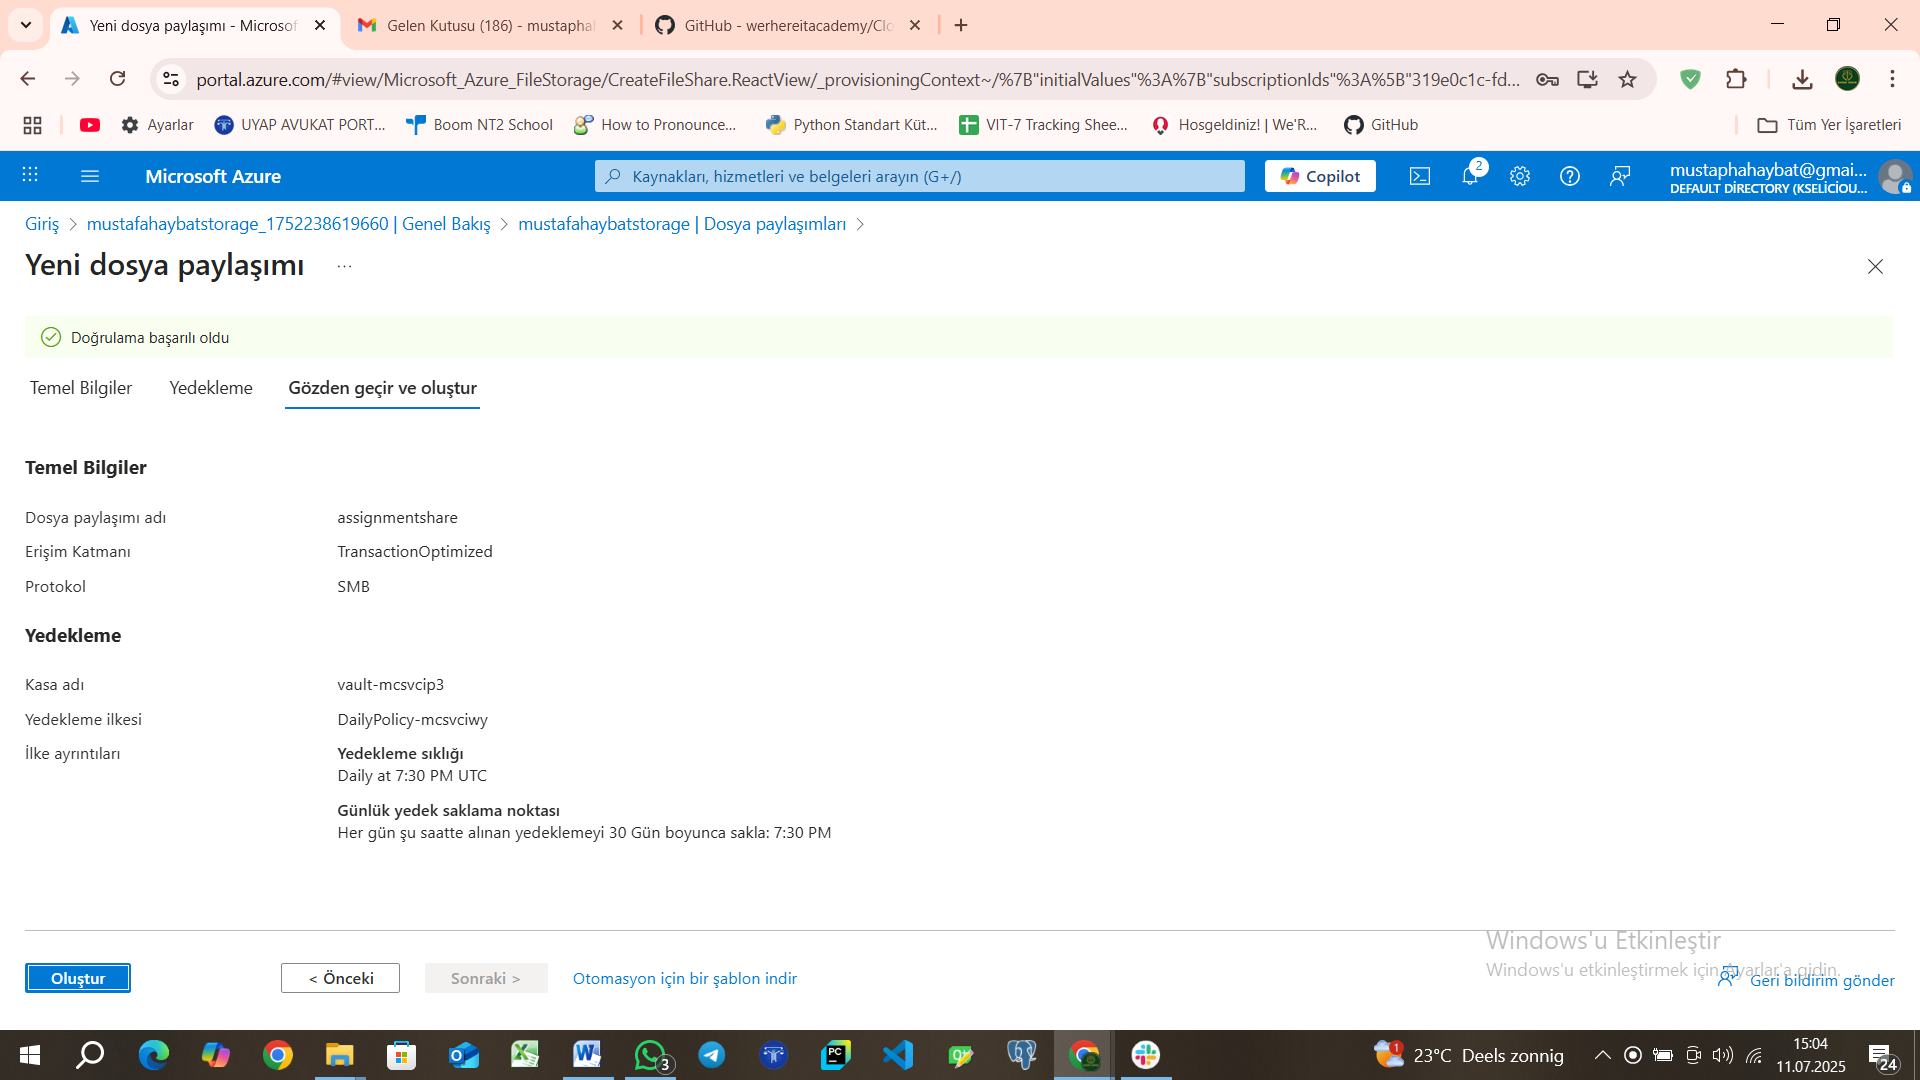 Yeni dosya paylaşımı - Microsof
Gelen Kutusu (186) - mustaphal
GitHub - werhereitacademy/Clo
portal.azure.com/#view/Microsoft_Azure_FileStorage/CreateFileShare.ReactView/_provisioningContext~/%7B"initialValues"%3A%7B"subscriptionIds"%3A%5B"319e0c1c-fd...
Ayarlar
UYAP AVUKAT PORT...
Boom NT2 School
How to Pronounce...
Python Standart Küt...
VIT-7 Tracking Shee...
Hosgeldiniz! | We'R...
GitHub
Tüm Yer İşaretleri
Microsoft Azure
Kaynakları, hizmetleri ve belgeleri arayın (G+/)
Copilot
2
mustaphahaybat@gmai...
DEFAULT DİRECTORY (KSELİCİOU...
Giriş > mustafahaybatstorage_1752238619660 | Genel Bakış > mustafahaybatstorage | Dosya paylaşımları >
Yeni dosya paylaşımı ...
Doğrulama başarılı oldu
Temel Bilgiler Yedekleme Gözden geçir ve oluştur
Temel Bilgiler
Dosya paylaşımı adı assignmentshare
Erişim Katmanı TransactionOptimized
Protokol SMB
Yedekleme
Kasa adı vault-mcsvcip3
Yedekleme ilkesi DailyPolicy-mcsvciwy
İlke ayrıntıları Yedekleme sıklığı
Daily at 7:30 PM UTC
Günlük yedek saklama noktası
Her gün şu saatte alınan yedeklemeyi 30 Gün boyunca sakla: 7:30 PM
Windows'u Etkinleştir
Windows'u etkinleştirmek için Ayarlar'a gidin.
Oluştur
< Önceki
Sonraki >
Otomasyon için bir şablon indir
Geri bildirim gönder
3
1
23°C Deels zonnig
15:04
11.07.2025
24